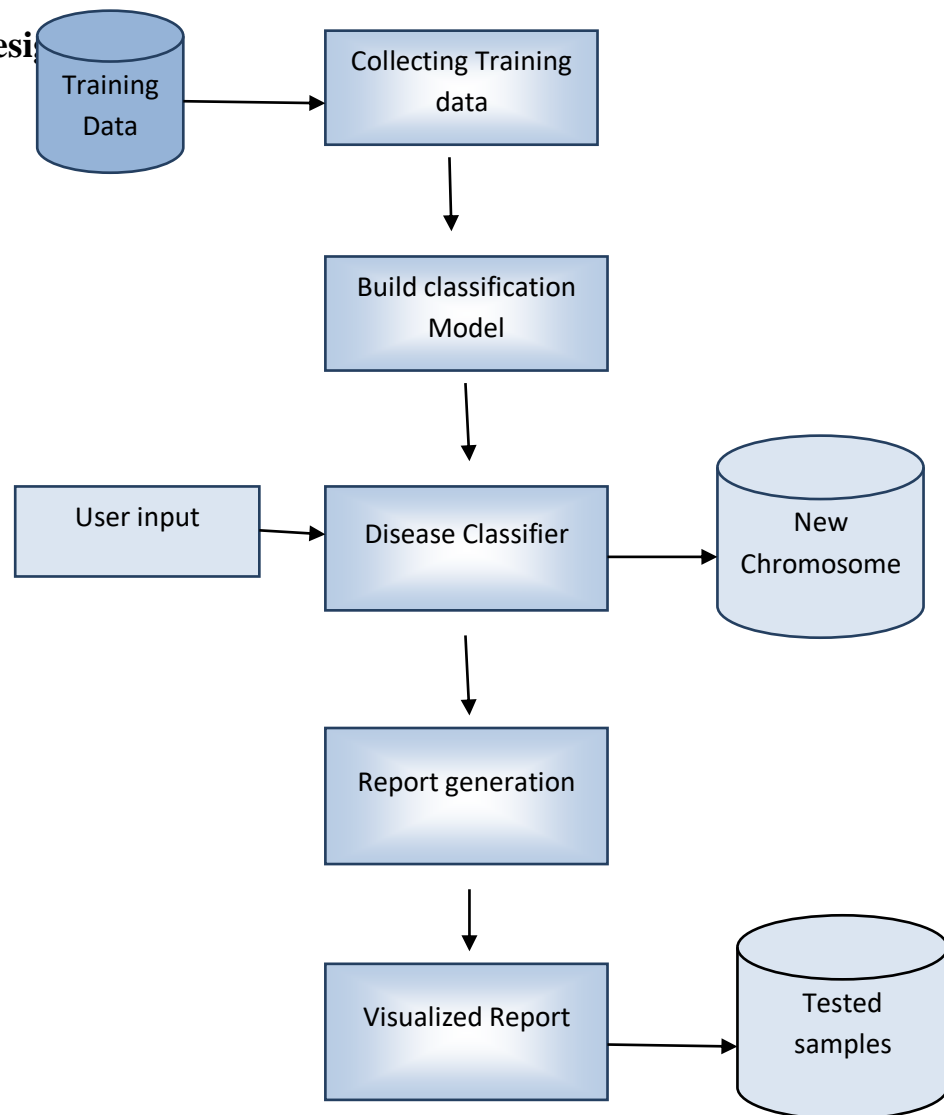 Training
Data
Collecting Training
data
Build classification
Model
User input
Disease Classifier
New
Chromosome
Report generation
Visualized Report
Tested
samples